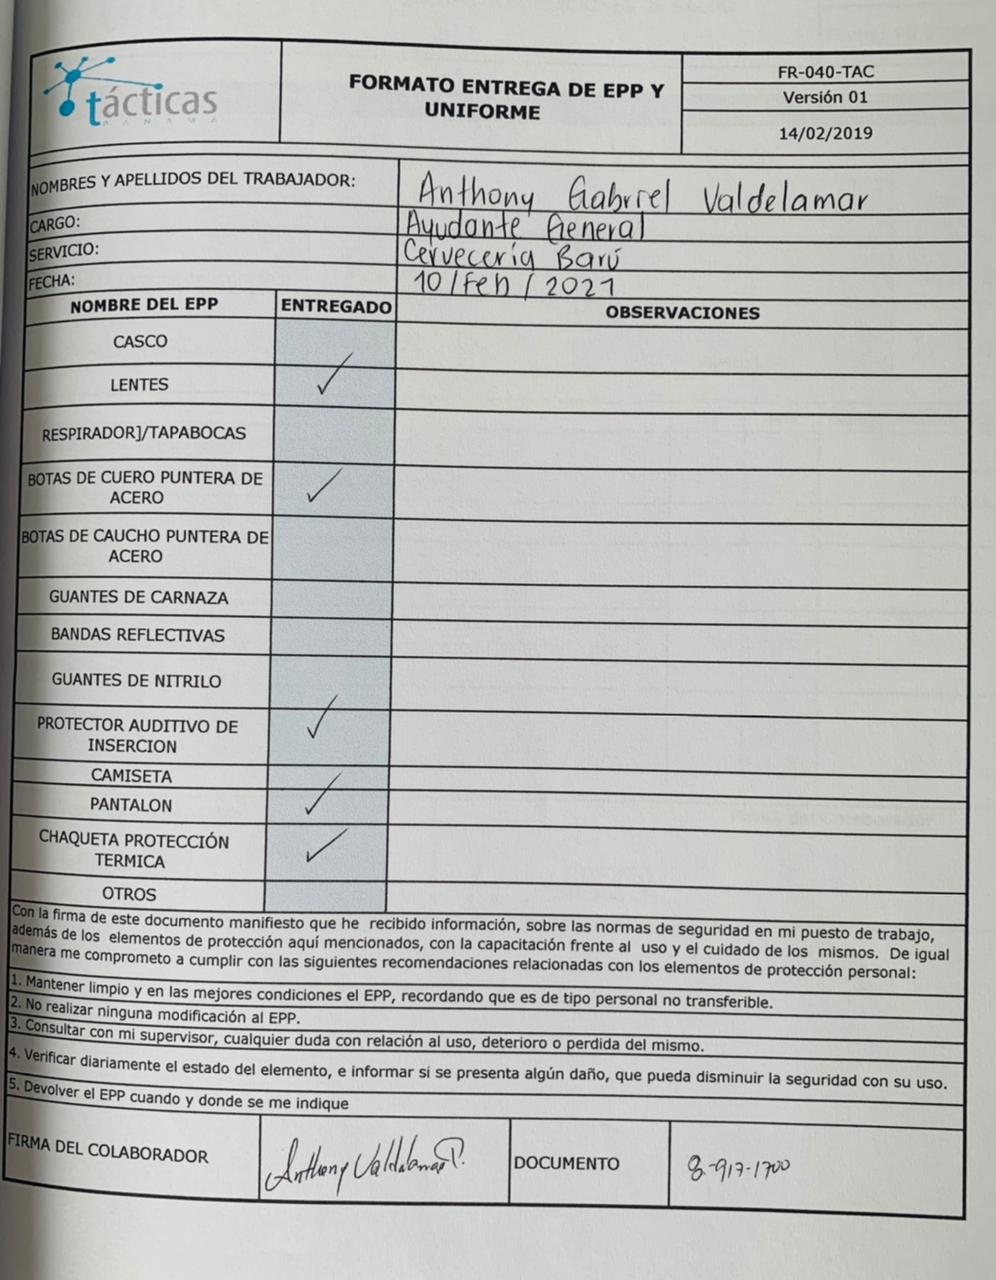 tácticas
PANAMÁ
FORMATO ENTREGA DE EPP Y
UNIFORME
FR-040-TAC
Versión 01
14/02/2019
NOMBRES Y APELLIDOS DEL TRABAJADOR: Anthony Gabriel Valdelamar
CARGO: Ayudante General
SERVICIO: Cervecería Barú
FECHA: 10/Feb/2021
NOMBRE DEL EPP ENTREGADO OBSERVACIONES
CASCO
LENTES ✓
RESPIRADOR]/TAPABOCAS
BOTAS DE CUERO PUNTERA DE
ACERO ✓
BOTAS DE CAUCHO PUNTERA DE
ACERO
GUANTES DE CARNAZA
BANDAS REFLECTIVAS
GUANTES DE NITRILO
PROTECTOR AUDITIVO DE
INSERCION ✓
CAMISETA
PANTALON ✓
CHAQUETA PROTECCIÓN
TERMICA ✓
OTROS
Con la firma de este documento manifiesto que he recibido información, sobre las normas de seguridad en mi puesto de trabajo,
además de los elementos de protección aquí mencionados, con la capacitación frente al uso y el cuidado de los mismos. De igual
manera me comprometo a cumplir con las siguientes recomendaciones relacionadas con los elementos de protección personal:
1. Mantener limpio y en las mejores condiciones el EPP, recordando que es de tipo personal no transferible.
2. No realizar ninguna modificación al EPP.
3. Consultar con mi supervisor, cualquier duda con relación al uso, deterioro o perdida del mismo.
4. Verificar diariamente el estado del elemento, e informar si se presenta algún daño, que pueda disminuir la seguridad con su uso.
5. Devolver el EPP cuando y donde se me indique
FIRMA DEL COLABORADOR Anthony Valdelamar P. DOCUMENTO 8-917-1700